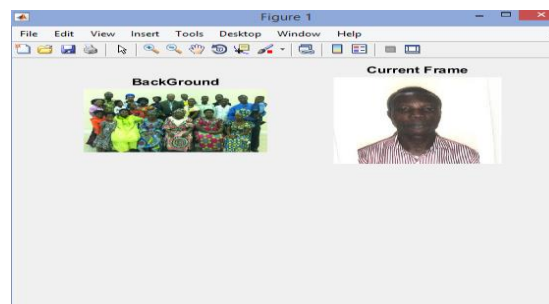 Figure 1
File Edit View Insert Tools Desktop Window Help
BackGround
Current Frame